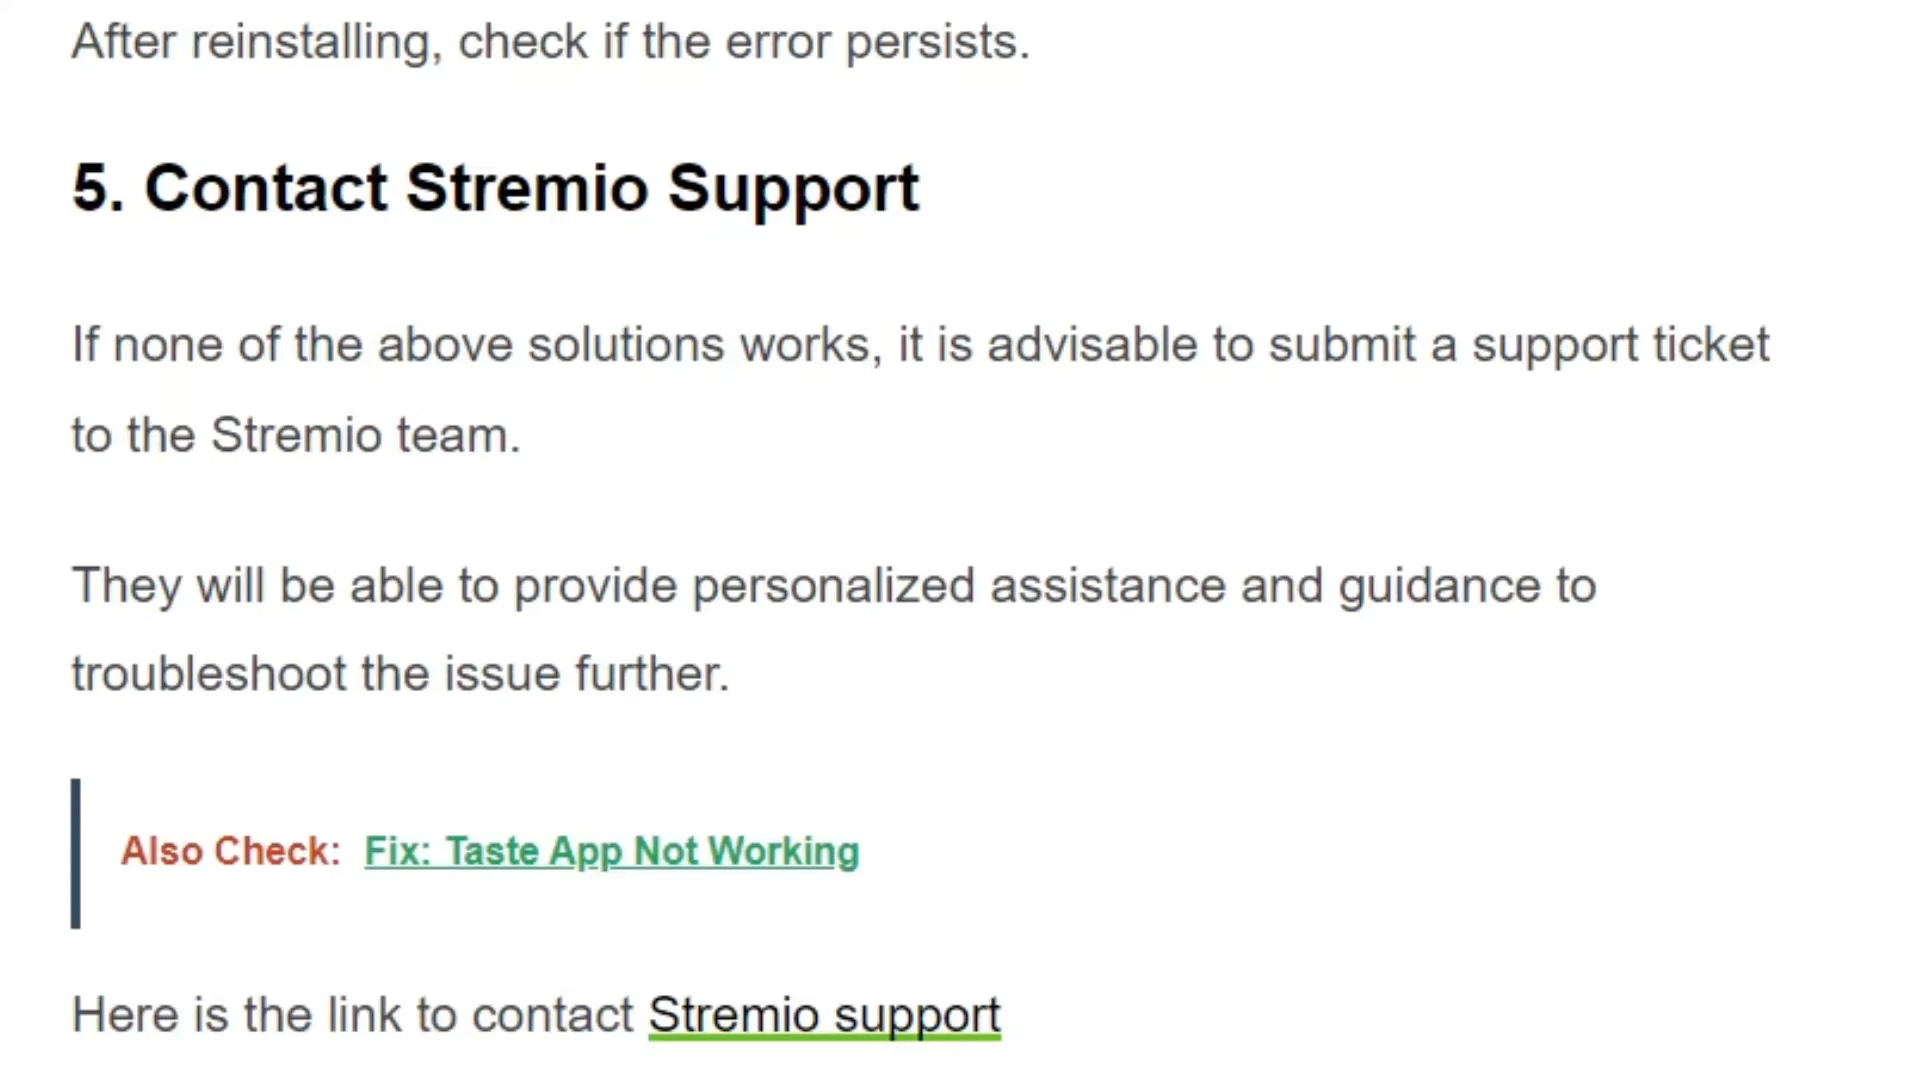 After reinstalling, check if the error persists.
5. Contact Stremio Support
If none of the above solutions works, it is advisable to submit a support ticket
to the Stremio team.
They will be able to provide personalized assistance and guidance to
troubleshoot the issue further.
Also Check: Fix: Taste App Not Working
Here is the link to contact Stremio support